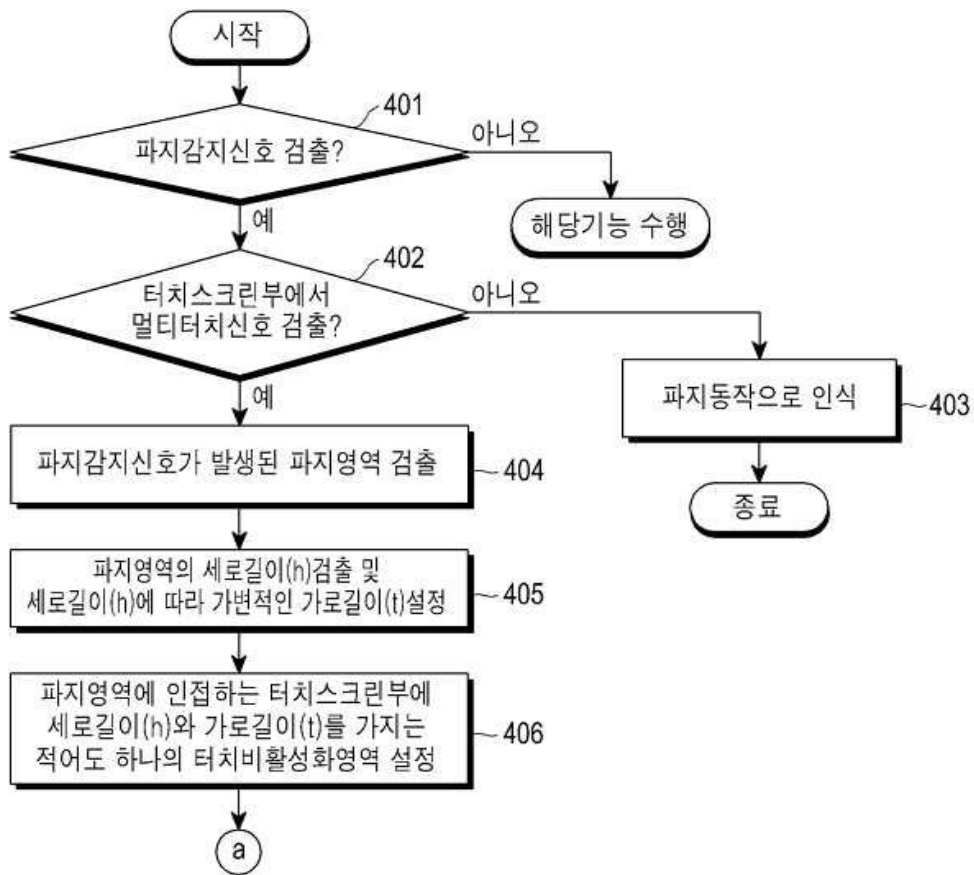 시작
401
파지감지신호 검출?
아니오
예
해당기능 수행
402
터치스크린부에서
멀티터치신호 검출?
아니오
예
파지동작으로 인식
403
종료
파지감지신호가 발생된 파지영역 검출
404
파지영역의 세로길이(h)검출 및
세로길이(h)에 따라 가변적인 가로길이(t)설정
405
파지영역에 인접하는 터치스크린부에
세로길이(h)와 가로길이(t)를 가지는
적어도 하나의 터치비활성화영역 설정
406
a